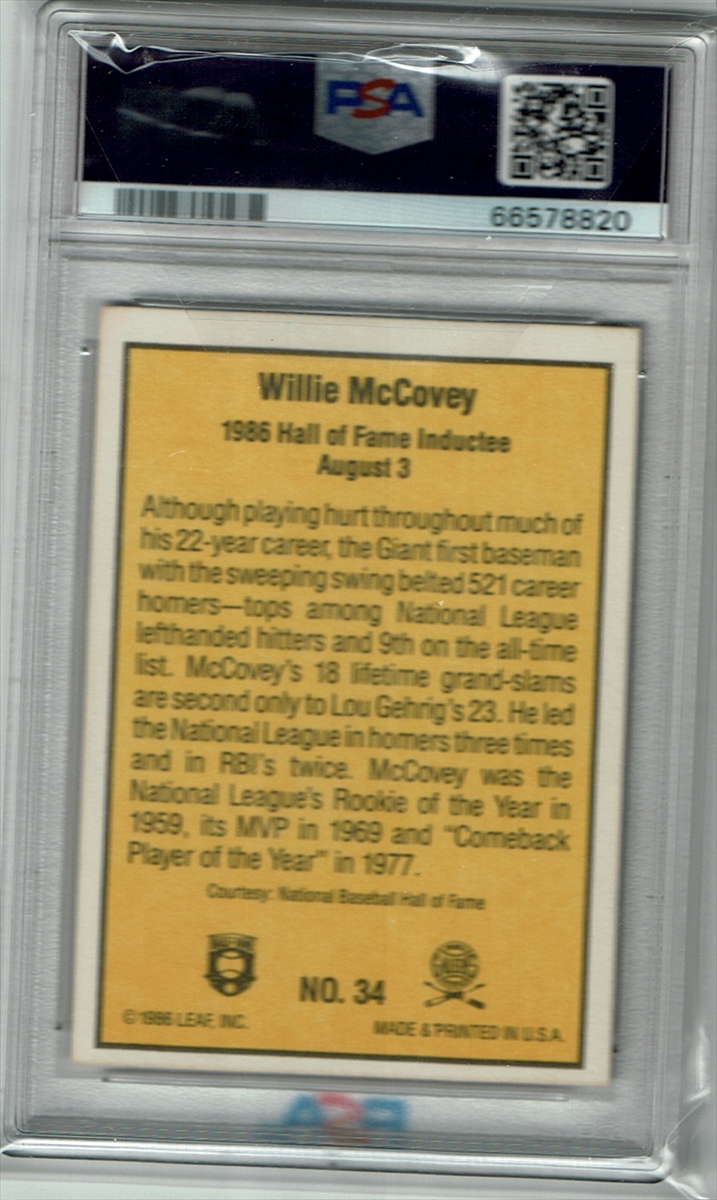 PSA
66578820
Willie McCovey
1986 Hall of Fame Inductee
August 3
Although playing hurt throughout much of
his 22-year career, the Giant first baseman
with the sweeping swing belted 521 career
homers—tops among National League
lefthanded hitters and 9th on the all-time
list. McCovey's 18 lifetime grand-slams
are second only to Lou Gehrig's 23. He led
the National League in homers three times
and in RBI's twice. McCovey was the
National League's Rookie of the Year in
1959, its MVP in 1969 and "Comeback
Player of the Year" in 1977.
Courtesy: National Baseball Hall of Fame
NO. 34
© 1986 LEAF, INC.
MADE & PRINTED IN U.S.A.
PSA